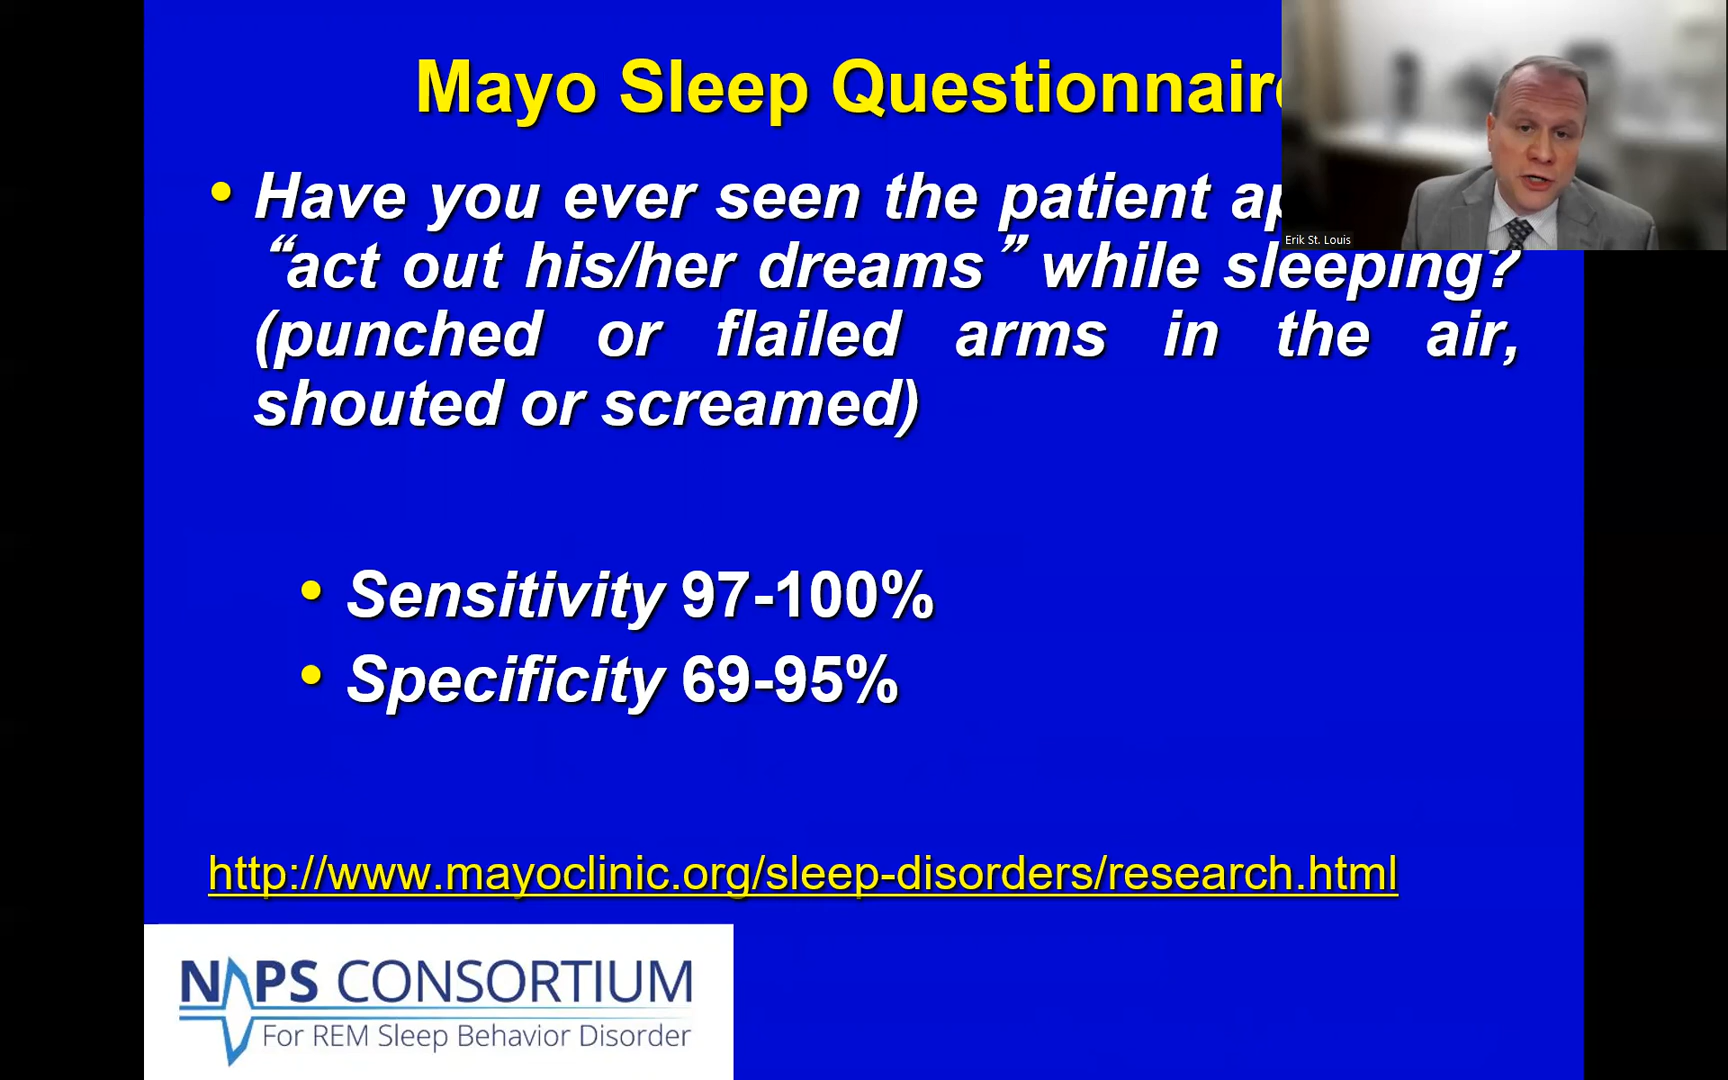 Mayo Sleep Questionnaire
Have you ever seen the patient
“act out his/her dreams” while sleeping?
(punched or flailed arms in the air,
shouted or screamed)
Erik St. Louis
Sensitivity 97-100%
Specificity 69-95%
http://www.mayoclinic.org/sleep-disorders/research.html
NAPS CONSORTIUM
For REM Sleep Behavior Disorder